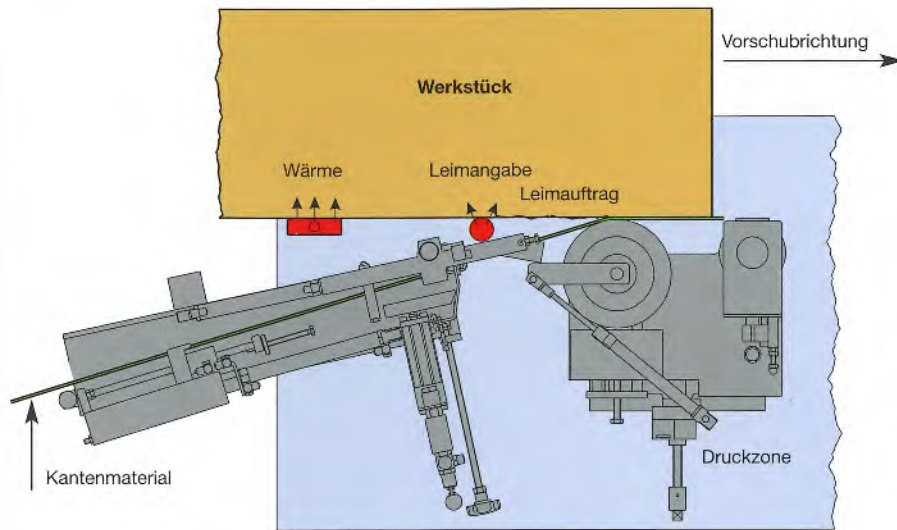 Vorschubrichtung
Werkstück
Wärme
Leimangabe
Leimauftrag
Kantenmaterial
Druckzone